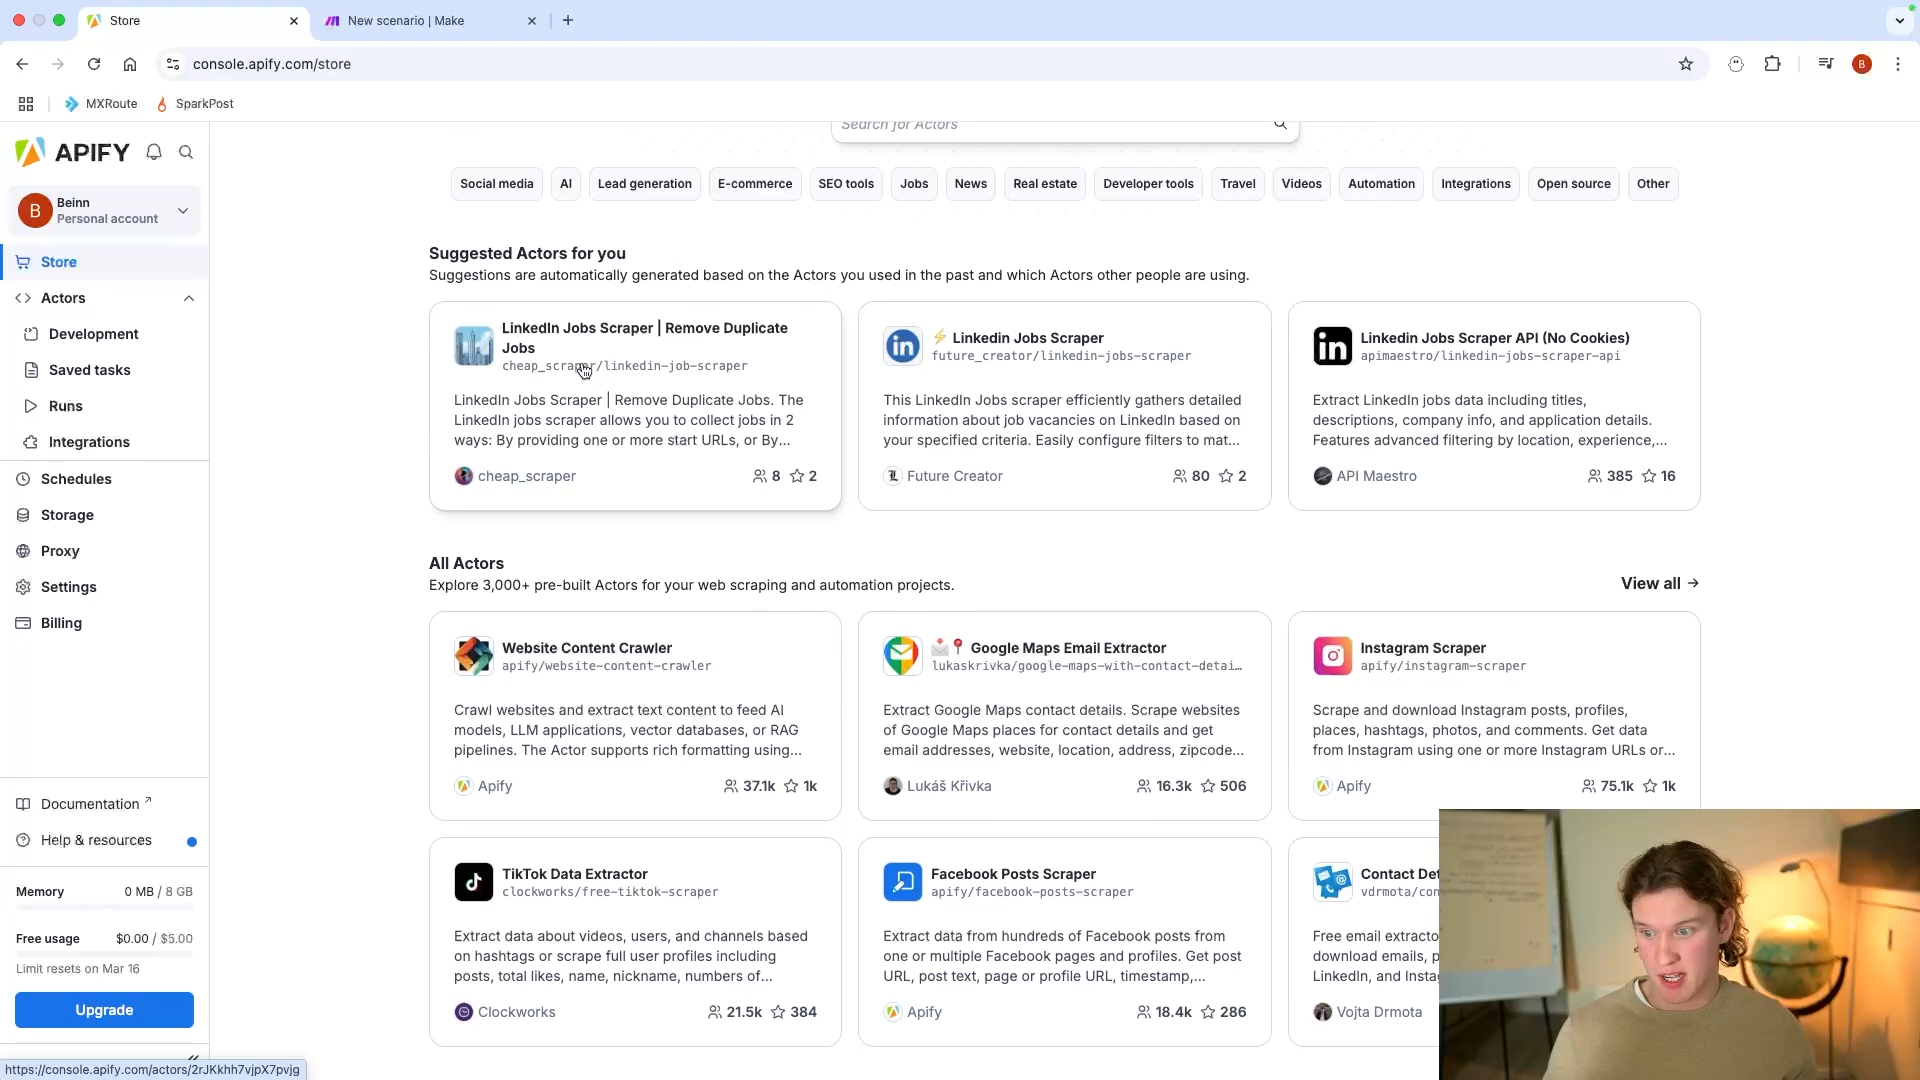 Store
New scenario | Make
console.apify.com/store
B
MXRoute
SparkPost
APIFY
B
Beinn
Personal account
Store
Actors
Development
Saved tasks
Runs
Integrations
Schedules
Storage
Proxy
Settings
Billing
Documentation
Help & resources
Memory 0 MB / 8 GB
Free usage $0.00 / $5.00
Limit resets on Mar 16
Upgrade
https://console.apify.com/actors/2rJKkhh7vjpX7pvjg
Search for Actors
Social media AI Lead generation E-commerce SEO tools Jobs News Real estate Developer tools Travel Videos Automation Integrations Open source Other
Suggested Actors for you
Suggestions are automatically generated based on the Actors you used in the past and which Actors other people are using.
LinkedIn Jobs Scraper | Remove Duplicate
Jobs
cheap_scraper/linkedin-job-scraper
LinkedIn Jobs Scraper | Remove Duplicate Jobs. The
LinkedIn jobs scraper allows you to collect jobs in 2
ways: By providing one or more start URLs, or By...
cheap_scraper 8 2
in
⚡ Linkedin Jobs Scraper
future_creator/linkedin-jobs-scraper
This LinkedIn Jobs scraper efficiently gathers detailed
information about job vacancies on LinkedIn based on
your specified criteria. Easily configure filters to mat...
Future Creator 80 2
in
Linkedin Jobs Scraper API (No Cookies)
apimaestro/linkedin-jobs-scraper-api
Extract LinkedIn jobs data including titles,
descriptions, company info, and application details.
Features advanced filtering by location, experience,...
API Maestro 385 16
All Actors
Explore 3,000+ pre-built Actors for your web scraping and automation projects.
View all →
Website Content Crawler
apify/website-content-crawler
Crawl websites and extract text content to feed AI
models, LLM applications, vector databases, or RAG
pipelines. The Actor supports rich formatting using...
Apify 37.1k 1k
📩📍 Google Maps Email Extractor
lukaskrivka/google-maps-with-contact-detai…
Extract Google Maps contact details. Scrape websites
of Google Maps places for contact details and get
email addresses, website, location, address, zipcode...
Lukáš Křivka 16.3k 506
Instagram Scraper
apify/instagram-scraper
Scrape and download Instagram posts, profiles,
places, hashtags, photos, and comments. Get data
from Instagram using one or more Instagram URLs or...
Apify 75.1k 1k
TikTok Data Extractor
clockworks/free-tiktok-scraper
Extract data about videos, users, and channels based
on hashtags or scrape full user profiles including
posts, total likes, name, nickname, numbers of...
Clockworks 21.5k 384
Facebook Posts Scraper
apify/facebook-posts-scraper
Extract data from hundreds of Facebook posts from
one or multiple Facebook pages and profiles. Get post
URL, post text, page or profile URL, timestamp,...
Apify 18.4k 286
Contact Det
vdrmota/con
Free email extracto
download emails, p
LinkedIn, and Insta
Vojta Drmota